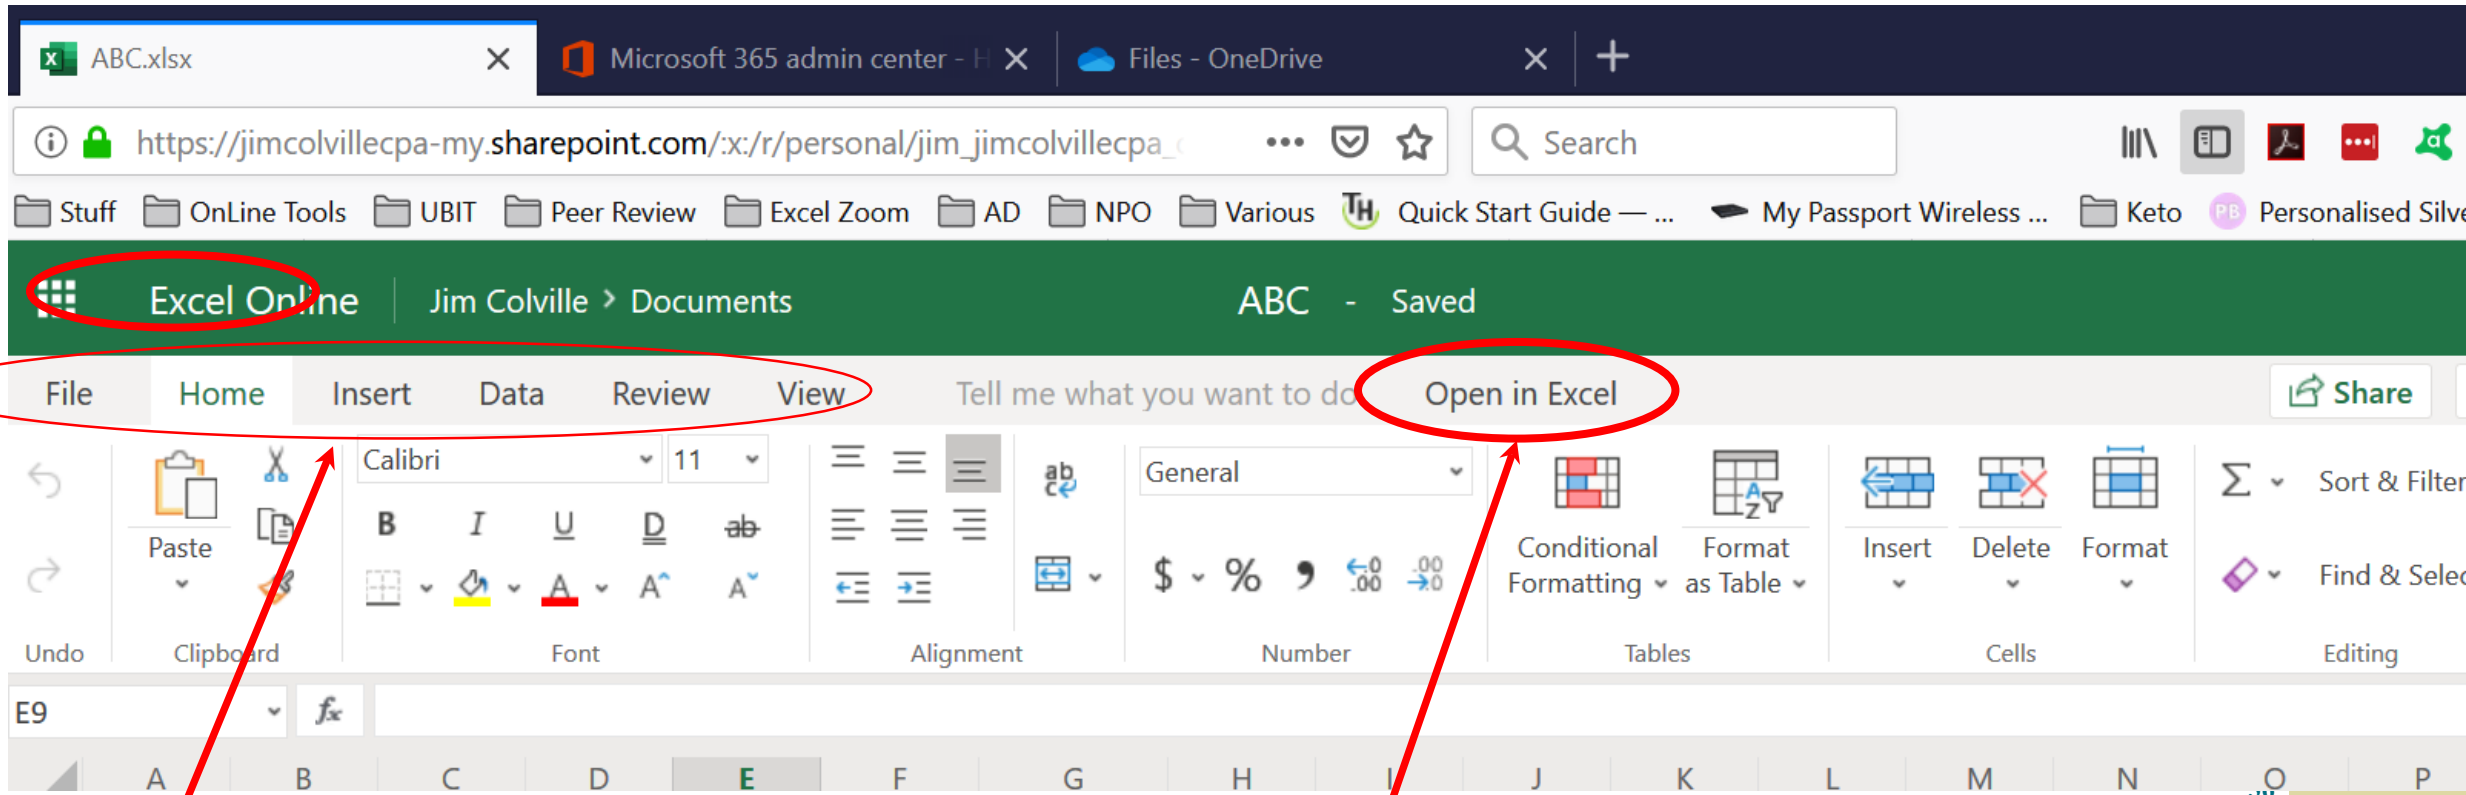 ABC.xlsx Microsoft 365 admin center - H Files - OneDrive
https://jimcolvillecpa-my.sharepoint.com/:x:/r/personal/jim_jimcolvillecpa_ Search
Stuff OnLine Tools UBIT Peer Review Excel Zoom AD NPO Various TH Quick Start Guide — ... My Passport Wireless ... Keto PB Personalised Silve
Excel Online Jim Colville > Documents ABC - Saved
File Home Insert Data Review View Tell me what you want to do Open in Excel Share
Calibri 11 General
Sort & Filter
Paste
Conditional Formatting Format as Table Insert Delete Format
Find & Selec
Undo Clipboard Font Alignment Number Tables Cells Editing
E9 fx
A B C D E F G H I J K L M N O P